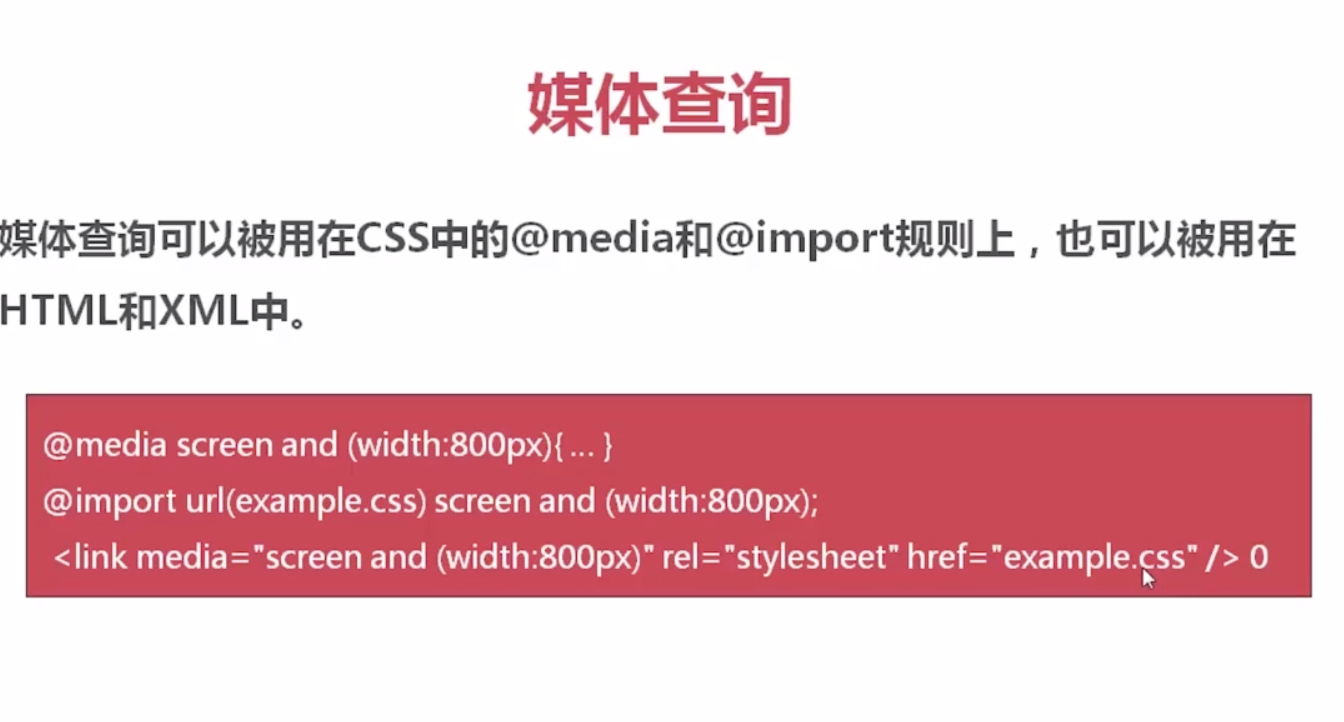 媒体查询
媒体查询可以被用在CSS中的@media和@import规则上，也可以被用在
HTML和XML中。
@media screen and (width:800px){ ... }
@import url(example.css) screen and (width:800px);
<link media="screen and (width:800px)" rel="stylesheet" href="example.css" /> 0